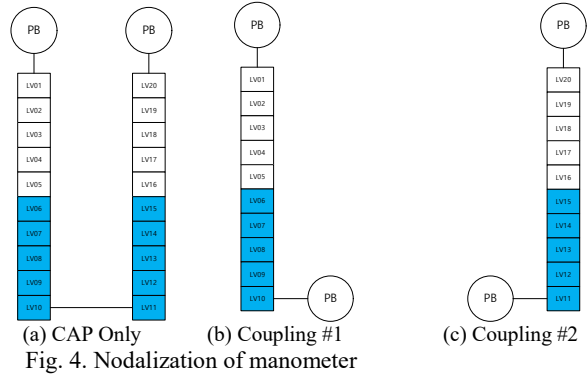 PB PB PB PB
LV01 LV20 LV01 LV20
LV02 LV19 LV02 LV19
LV03 LV18 LV03 LV18
LV04 LV17 LV04 LV17
LV05 LV16 LV05 LV16
LV06 LV15 LV06 LV15
LV07 LV14 LV07 LV14
LV08 LV13 LV08 LV13
LV09 LV12 LV09 LV12
LV10 LV11 LV10 PB PB LV11
(a) CAP Only (b) Coupling #1 (c) Coupling #2
Fig. 4. Nodalization of manometer